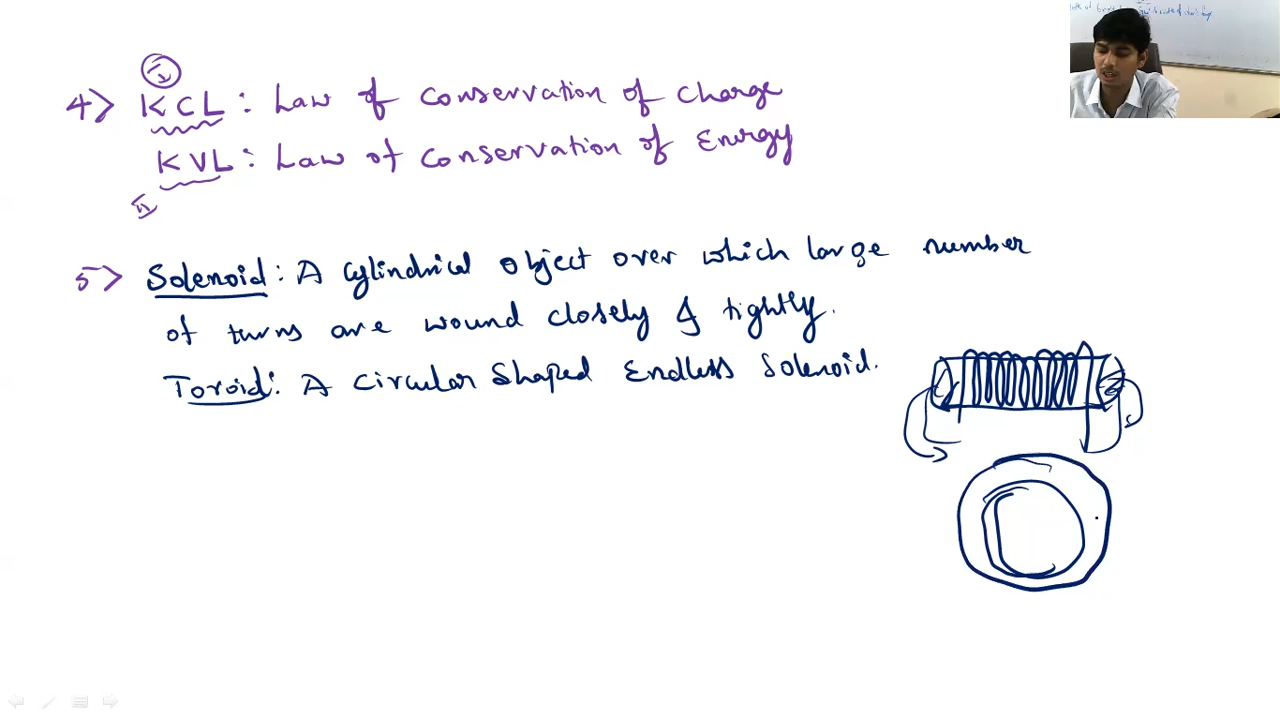 I
4> KCL : Law of conservation of charge
KVL : Law of conservation of Energy
II
5> Solenoid : A cylindrical object over which large number
of turns are wound closely & tightly.
Toroid : A circular shaped Endless Solenoid.